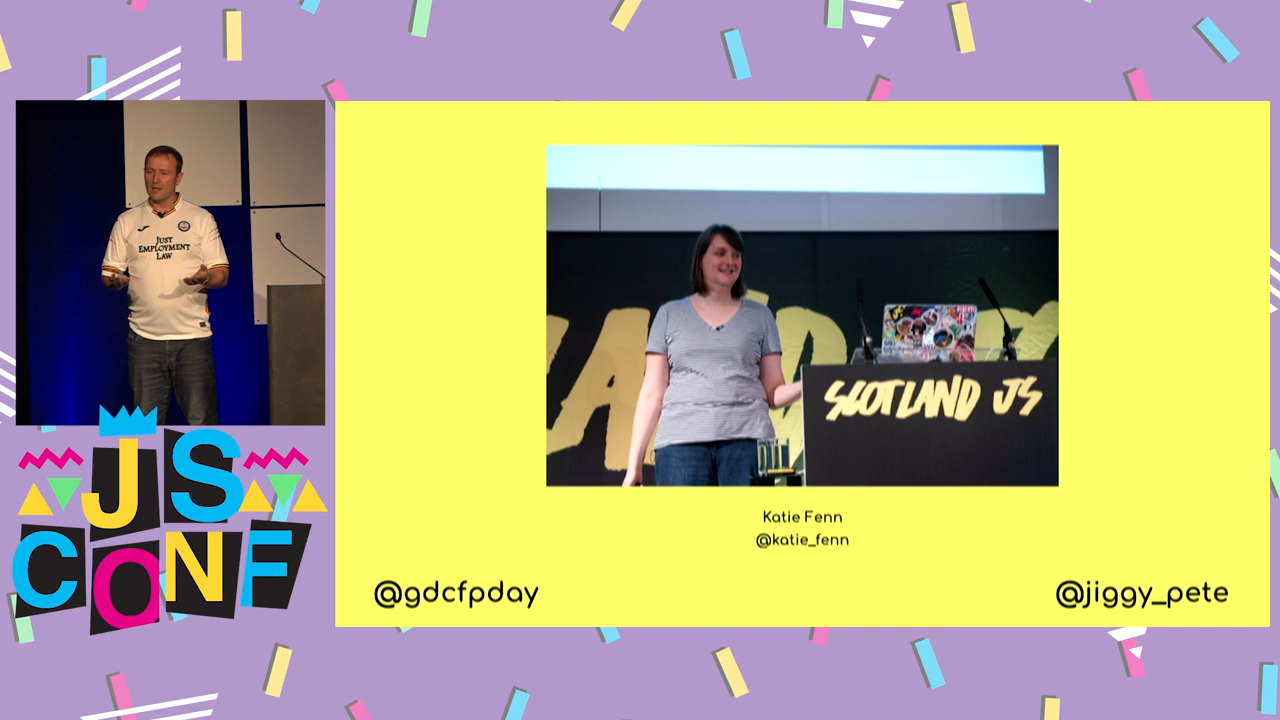 JUST
EMPLOYMENT
LAW
SCOTLAND JS
Katie Fenn
@katie_fenn
@gdcfpday
@jiggy_pete
JS
CONF